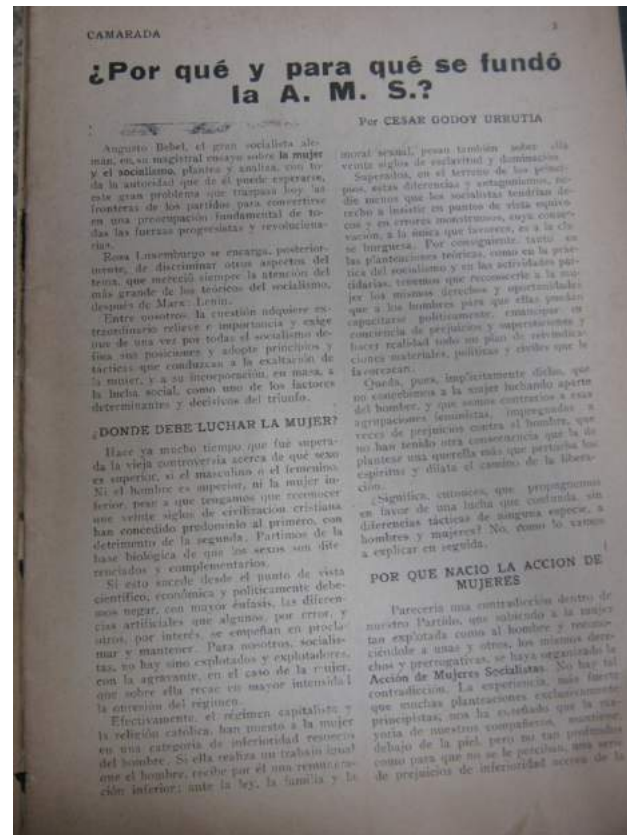 CAMARADA
3
¿Por qué y para qué se fundó
la A. M. S.?
Por CESAR GODOY URRUTIA
Augusto Bebel, el gran socialista ale-
mán, en su magistral ensayo sobre la mujer
y el socialismo, plantea y analiza, con to-
da la autoridad que de él puede esperarse,
este gran problema que traspasa hoy las
fronteras de los partidos para convertirse
en una preocupación fundamental de to-
das las fuerzas progresistas y revoluciona-
rias.
Rosa Luxemburgo se encarga, posterior-
mente, de discriminar otros aspectos del
tema, que mereció siempre la atención del
más grande de los teóricos del socialismo,
después de Marx: Lenin.
Entre nosotros, la cuestión adquiere ex-
traordinario relieve e importancia y exige
que de una vez por todas el socialismo de-
fina sus posiciones y adopte principios y
tácticas que conduzcan a la exaltación de
la mujer, y a su incorporación, en masa, a
la lucha social, como uno de los factores
determinantes y decisivos del triunfo.
¿DONDE DEBE LUCHAR LA MUJER?
Hace ya mucho tiempo que fué supera-
da la vieja controversia acerca de qué sexo
es superior, si el masculino o el femenino.
Ni el hombre es superior, ni la mujer in-
ferior, pese a que tengamos que reconocer
que veinte siglos de civilización cristiana
han concedido predominio al primero, con
detrimento de la segunda. Partimos de la
base biológica de que los sexos son dife-
renciados y complementarios.
Si esto sucede desde el punto de vista
científico, económica y políticamente debe-
mos negar, con mayor énfasis, las diferen-
cias artificiales que algunos, por error, y
otros, por interés, se empeñan en procla-
mar y mantener. Para nosotros, socialis-
tas, no hay sino explotados y explotadores,
con la agravante, en el caso de la mujer,
que sobre ella recae en mayor intensidad
la opresión del régimen.
Efectivamente, el régimen capitalista y
la religión católica, han puesto a la mujer
en una categoría de inferioridad respecto
del hombre. Si ella realiza un trabajo igual
que el hombre, recibe por él una remunera-
ción inferior; ante la ley, la familia y la
moral sexual, pesan también sobre ella
veinte siglos de esclavitud y dominación.
Superados, en el terreno de los princi-
pios, estas diferencias y antagonismos, na-
die menos que los socialistas tendrían de-
recho a insistir en puntos de vista equívo-
cos y en errores monstruosos, cuya conser-
vación, a la única que favorece, es a la cla-
se burguesa. Por consiguiente, tanto en
las planteaciones teóricas, como en la prác-
tica del socialismo y en las actividades par-
tidarias, tenemos que reconocerle a la mu-
jer los mismos derechos y oportunidades
que a los hombres para que ellas puedan
capacitarse políticamente, emancipar su
conciencia de prejuicios y supersticiones y
hacer realidad todo un plan de reivindica-
ciones materiales, políticas y civiles que la
favorezcan.
Queda, pues, implícitamente dicho, que
no concebimos a la mujer luchando aparte
del hombre, y que somos contrarios a esas
agrupaciones feministas, impregnadas a
veces de prejuicios contra el hombre, que
no han tenido otra consecuencia que la de
plantear una querella más que perturba los
espíritus y dilata el camino de la libera-
ción.
¿Significa, entonces, que propugnemos
en favor de una lucha que confunda, sin
diferencias tácticas de ninguna especie, a
hombres y mujeres? No, como lo vamos
a explicar en seguida.
POR QUE NACIO LA ACCION DE
MUJERES
Parecería una contradicción dentro de
nuestro Partido, que sabiendo a la mujer
tan explotada como al hombre y recono-
ciéndole a unas y otros, los mismos dere-
chos y prerrogativas, se haya organizado la
Acción de Mujeres Socialistas. No hay tal
contradicción. La experiencia, más fuerte
que muchas planteaciones exclusivamente
principistas, nos ha enseñado que la ma-
yoría de nuestros compañeros, mantiene
debajo de la piel, pero no tan profundos
como para que no se le perciban, una serie
de prejuicios de inferioridad acerca de la